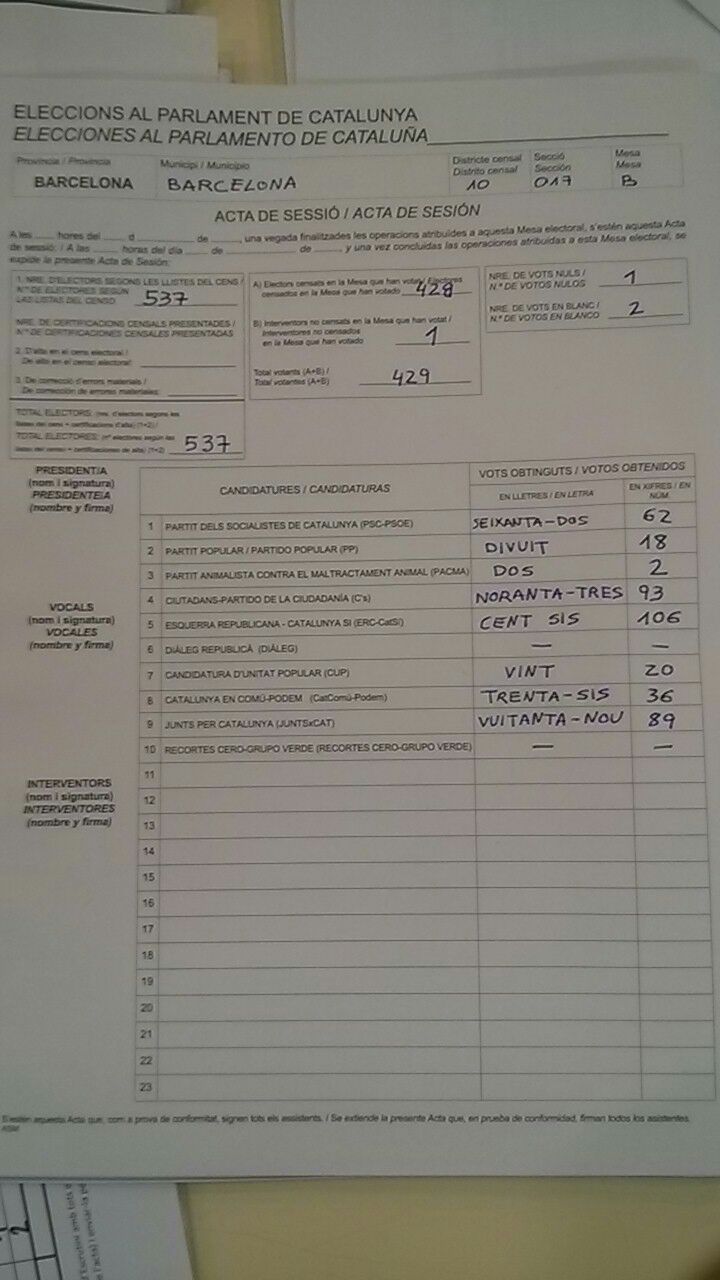 ELECCIONS AL PARLAMENT DE CATALUNYA
ELECCIONES AL PARLAMENTO DE CATALUÑA
Província / Provincia Municipi / Municipio Districte censal Secció Mesa
Distrito censal Sección Mesa
BARCELONA BARCELONA 10 017 B
ACTA DE SESSIÓ / ACTA DE SESIÓN
A les hores del d de , una vegada finalitzades les operacions atribuïdes a aquesta Mesa electoral, s'estén aquesta Acta
de sessió: / A las horas del día de de , y una vez concluidas las operaciones atribuidas a esta Mesa electoral, se
expide la presente Acta de Sesión:
1. NRE. D'ELECTORS SEGONS LES LLISTES DEL CENS /
N.º DE ELECTORES SEGÚN
LAS LISTAS DEL CENSO 537
NRE. DE CERTIFICACIONS CENSALS PRESENTADES /
N.º DE CERTIFICACIONES CENSALES PRESENTADAS
2. D'alta en el cens electoral /
De alta en el censo electoral:
3. De correcció d'errors materials /
De corrección de errores materiales:
TOTAL ELECTORS: (nre. d'electors segons les
llistes del cens + certificacions d'alta) (1+2) /
TOTAL ELECTORES: (nº electores según las
listas del censo + certificaciones de alta) (1+2) 537
A) Electors censats en la Mesa que han votat / Electores
censados en la Mesa que han votado 428
B) Interventors no censats en la Mesa que han votat /
Interventores no censados
en la Mesa que han votado 1
Total votants (A+B) /
Total votantes (A+B) 429
NRE. DE VOTS NULS /
N.º DE VOTOS NULOS 1
NRE. DE VOTS EN BLANC /
N.º DE VOTOS EN BLANCO 2
PRESIDENT/A
(nom i signatura)
PRESIDENTE/A
(nombre y firma)
VOCALS
(nom i signatura)
VOCALES
(nombre y firma)
INTERVENTORS
(nom i signatura)
INTERVENTORES
(nombre y firma)
CANDIDATURES / CANDIDATURAS VOTS OBTINGUTS / VOTOS OBTENIDOS
EN LLETRES / EN LETRA EN XIFRES / EN NÚM.
1 PARTIT DELS SOCIALISTES DE CATALUNYA (PSC-PSOE) SEIXANTA-DOS 62
2 PARTIT POPULAR / PARTIDO POPULAR (PP) DIVUIT 18
3 PARTIT ANIMALISTA CONTRA EL MALTRACTAMENT ANIMAL (PACMA) DOS 2
4 CIUTADANS-PARTIDO DE LA CIUDADANÍA (C's) NORANTA-TRES 93
5 ESQUERRA REPUBLICANA - CATALUNYA SI (ERC-CatSí) CENT SIS 106
6 DIÀLEG REPUBLICÀ (DIÀLEG) — —
7 CANDIDATURA D'UNITAT POPULAR (CUP) VINT 20
8 CATALUNYA EN COMÚ-PODEM (CatComú-Podem) TRENTA-SIS 36
9 JUNTS PER CATALUNYA (JUNTSxCAT) VUITANTA-NOU 89
10 RECORTES CERO-GRUPO VERDE (RECORTES CERO-GRUPO VERDE) — —
11
12
13
14
15
16
17
18
19
20
21
22
23
S'estén aquesta Acta que, com a prova de conformitat, signen tots els assistents. / Se extiende la presente Acta que, en prueba de conformidad, firman todos los asistentes.